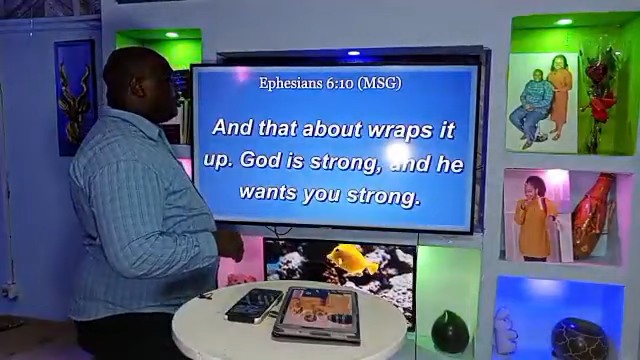 Ephesians 6:10 (MSG)
And that about wraps it
up. God is strong, and he
wants you strong.